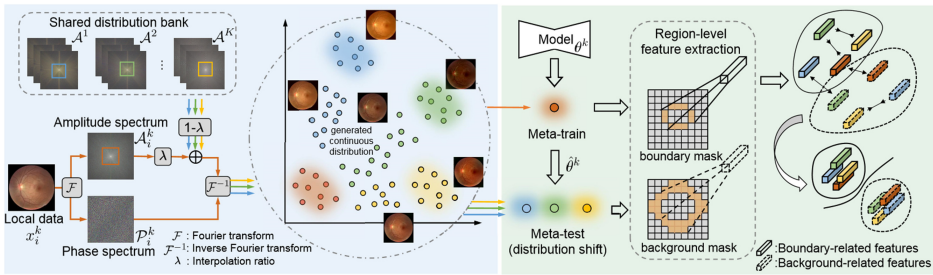 Shared distribution bank
𝒜¹ 𝒜² 𝒜ᴷ
1-λ
Amplitude spectrum
𝒜ᵢᵏ
λ
ℱ
ℱ⁻¹
Local data
xᵢᵏ
𝒫ᵢᵏ
Phase spectrum
ℱ : Fourier transform
ℱ⁻¹: Inverse Fourier transform
λ : Interpolation ratio
generated
continuous
distribution
Model θᵏ
Meta-train
θ̂ᵏ
Meta-test
(distribution shift)
Region-level
feature extraction
boundary mask
background mask
:Boundary-related features
:Background-related features